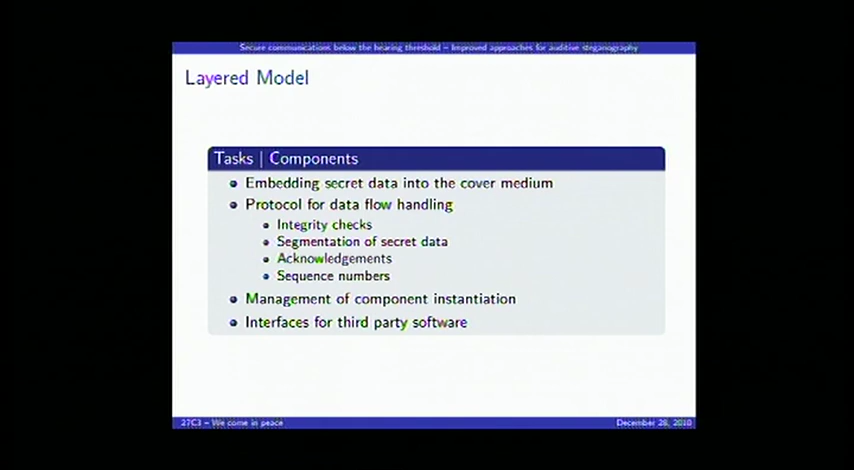 Secure communications below the hearing threshold – Improved approaches for auditive steganography
Layered Model
Tasks | Components
Embedding secret data into the cover medium
Protocol for data flow handling
Integrity checks
Segmentation of secret data
Acknowledgements
Sequence numbers
Management of component instantiation
Interfaces for third party software
27C3 – We come in peace
December 28, 2010